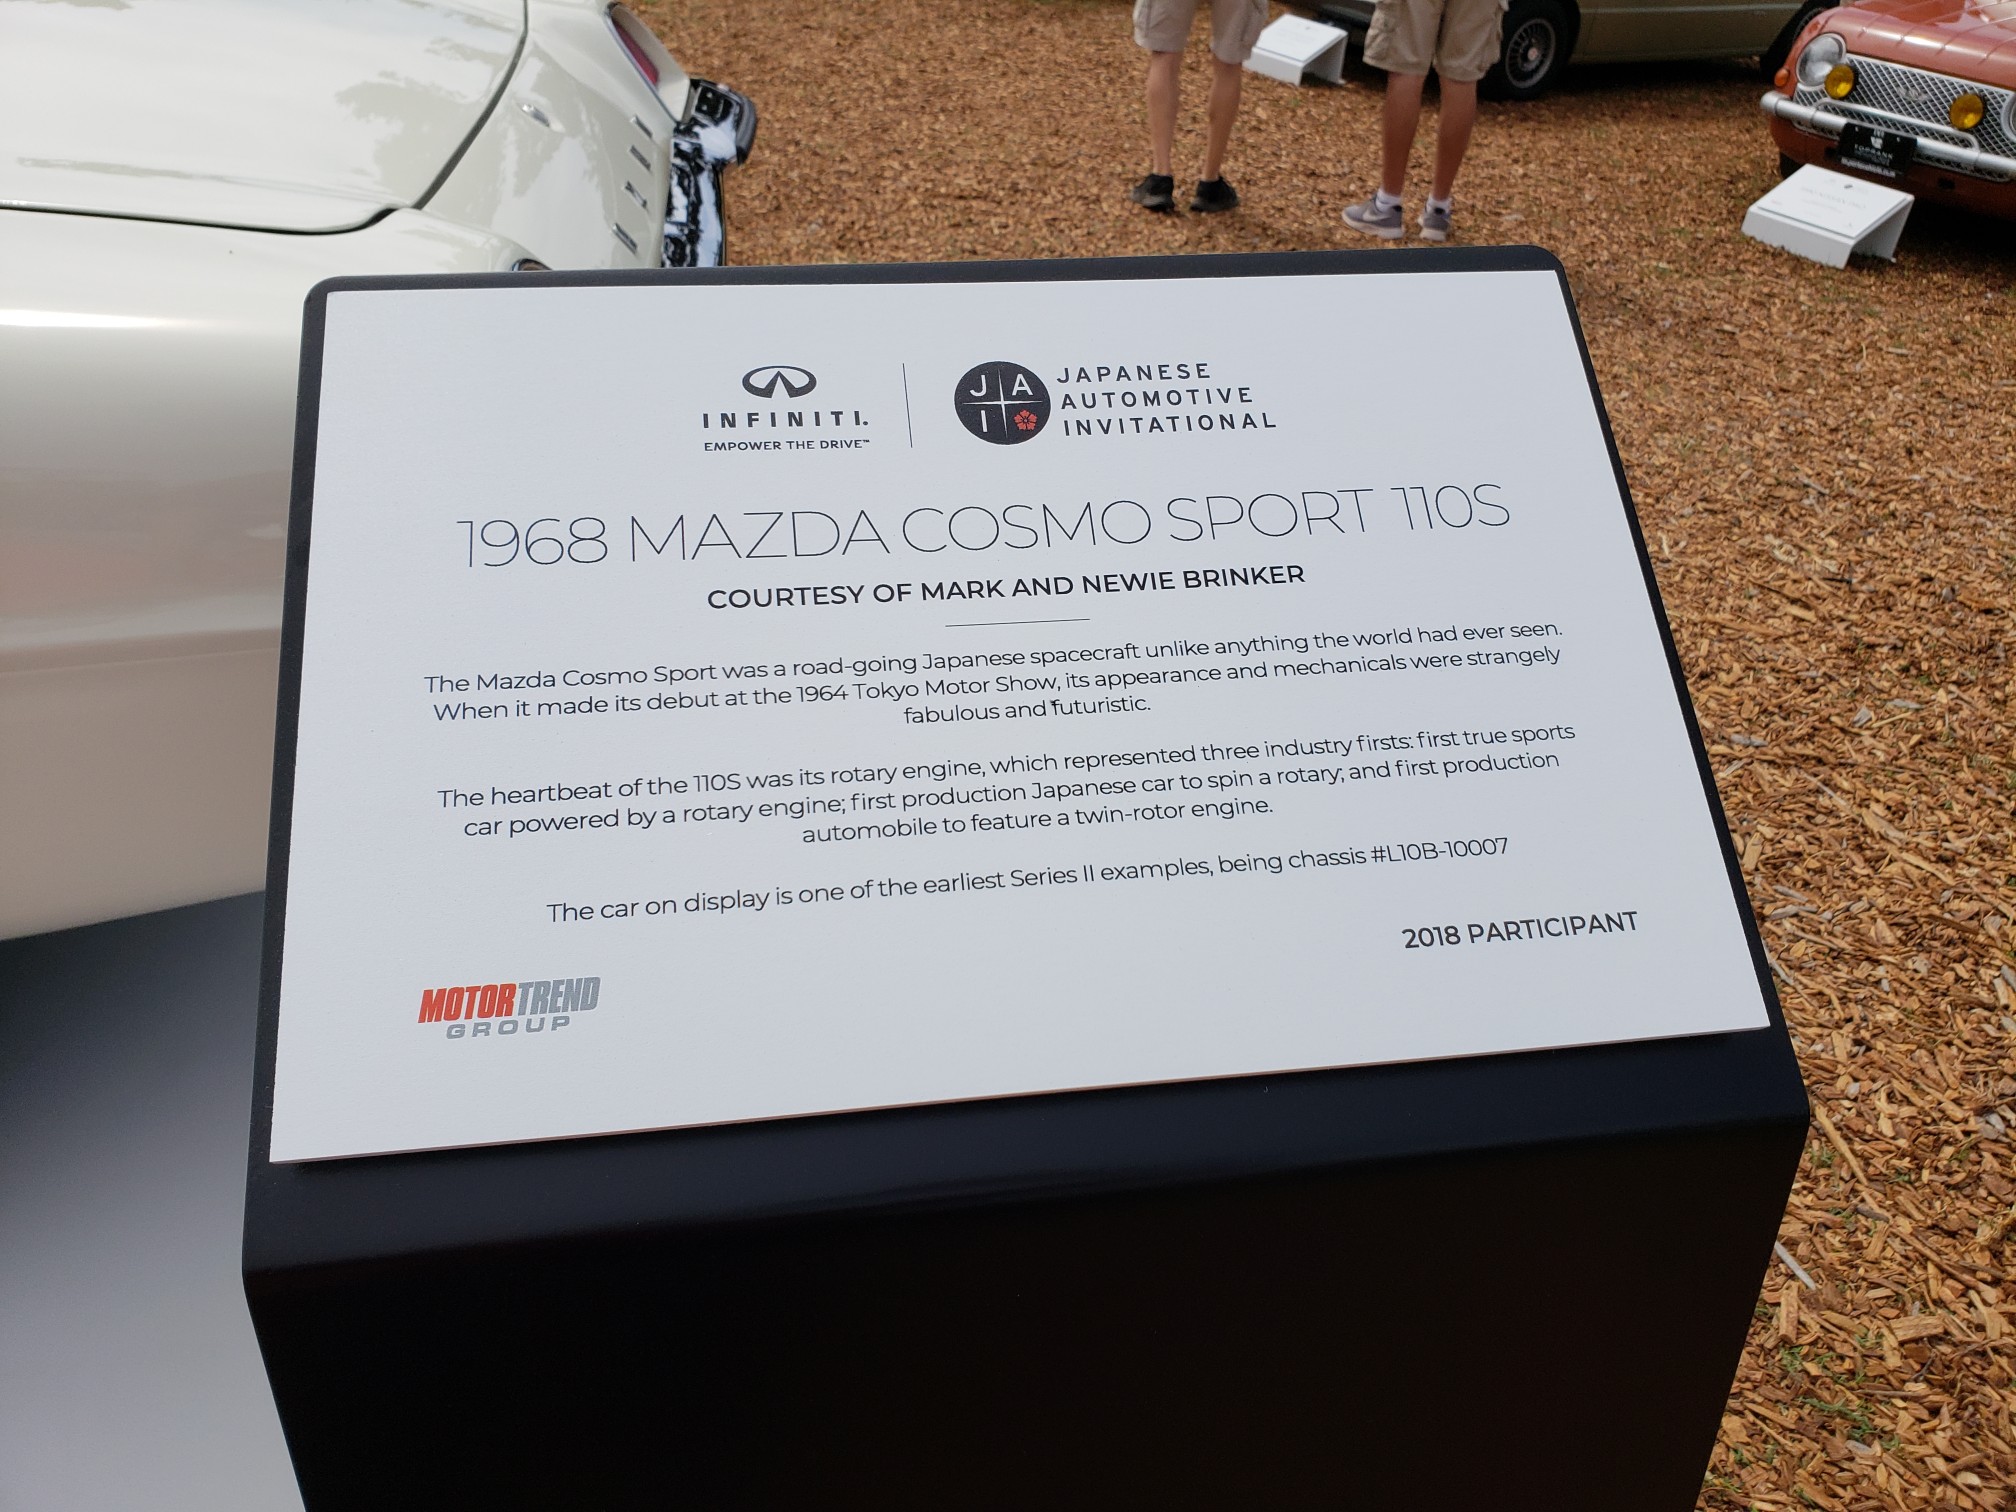 INFINITI.
EMPOWER THE DRIVE™
J A
I
JAPANESE
AUTOMOTIVE
INVITATIONAL
1968 MAZDA COSMO SPORT 110S
COURTESY OF MARK AND NEWIE BRINKER
The Mazda Cosmo Sport was a road-going Japanese spacecraft unlike anything the world had ever seen.
When it made its debut at the 1964 Tokyo Motor Show, its appearance and mechanicals were strangely
fabulous and futuristic.
The heartbeat of the 110S was its rotary engine, which represented three industry firsts: first true sports
car powered by a rotary engine; first production Japanese car to spin a rotary; and first production
automobile to feature a twin-rotor engine.
The car on display is one of the earliest Series II examples, being chassis #L10B-10007
2018 PARTICIPANT
MOTORTREND
GROUP